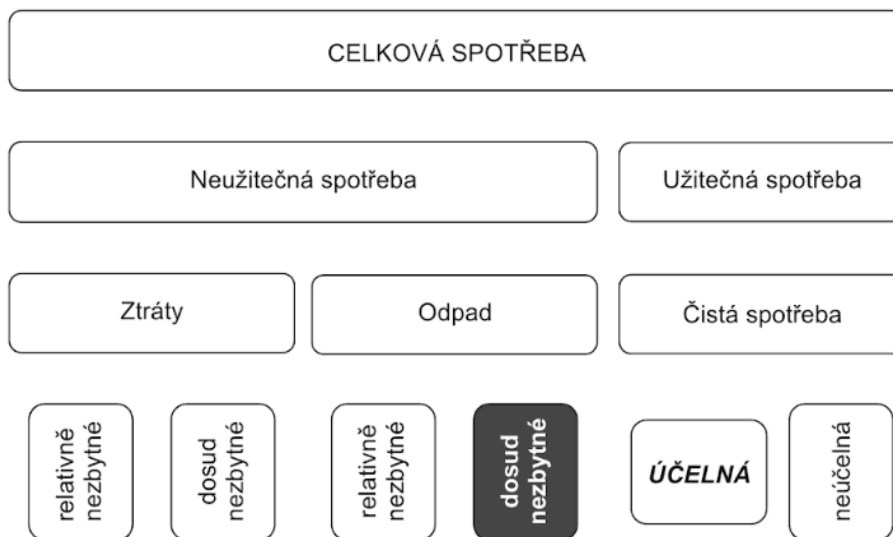 CELKOVÁ SPOTŘEBA
Neužitečná spotřeba
Užitečná spotřeba
Ztráty
Odpad
Čistá spotřeba
relativně
nezbytné
dosud
nezbytné
relativně
nezbytné
dosud
nezbytné
ÚČELNÁ
neúčelná